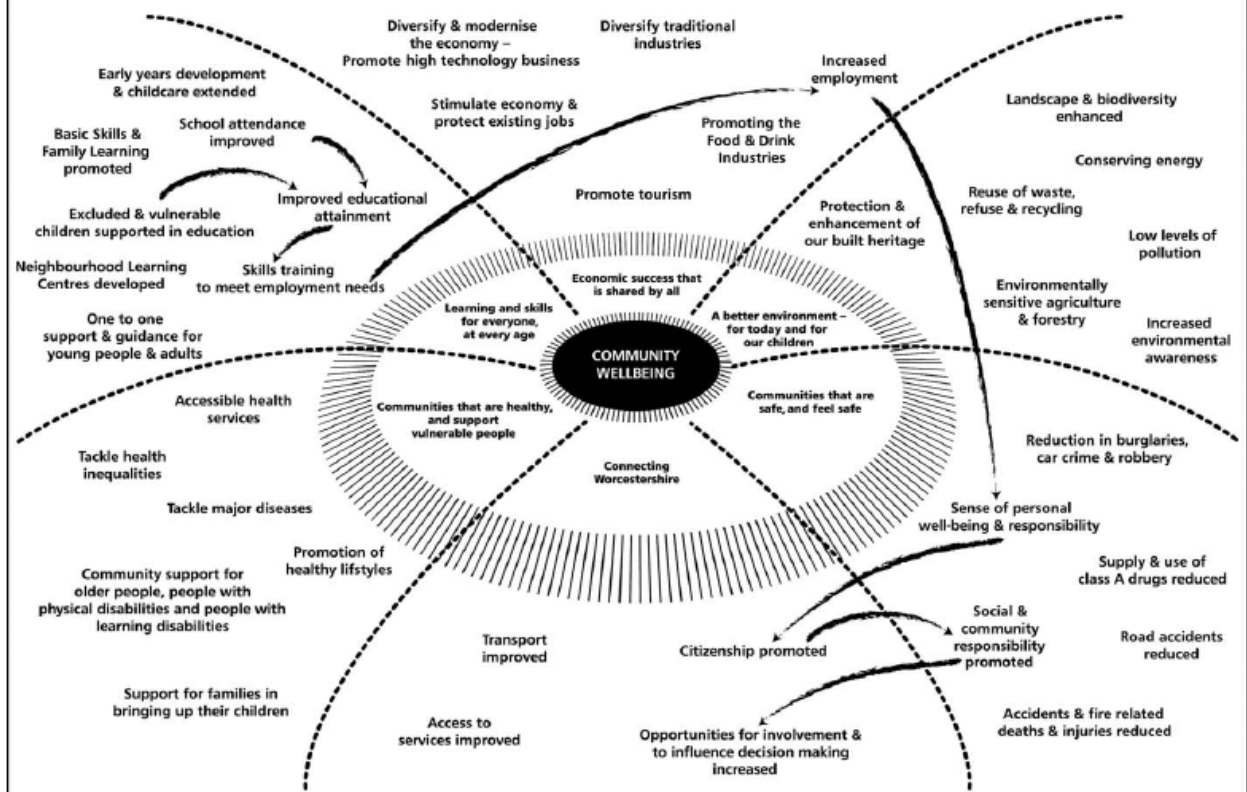 Diversify & modernise
the economy –
Promote high technology business
Diversify traditional
industries
Increased
employment
Early years development
& childcare extended
Stimulate economy &
protect existing jobs
Landscape & biodiversity
enhanced
Basic Skills &
Family Learning
promoted
School attendance
improved
Promoting the
Food & Drink
Industries
Conserving energy
Improved educational
attainment
Promote tourism
Reuse of waste,
refuse & recycling
Excluded & vulnerable
children supported in education
Protection &
enhancement of
our built heritage
Low levels of
pollution
Neighbourhood Learning
Centres developed
Skills training
to meet employment needs
Economic success that
is shared by all
Environmentally
sensitive agriculture
& forestry
One to one
support & guidance for
young people & adults
Learning and skills
for everyone,
at every age
A better environment –
for today and for
our children
Increased
environmental
awareness
COMMUNITY
WELLBEING
Accessible health
services
Communities that are healthy,
and support
vulnerable people
Communities that are
safe, and feel safe
Tackle health
inequalities
Connecting
Worcestershire
Reduction in burglaries,
car crime & robbery
Tackle major diseases
Sense of personal
well-being & responsibility
Promotion of
healthy lifstyles
Community support for
older people, people with
physical disabilities and people with
learning disabilities
Supply & use of
class A drugs reduced
Transport
improved
Citizenship promoted
Social &
community
responsibility
promoted
Road accidents
reduced
Support for families in
bringing up their children
Access to
services improved
Opportunities for involvement &
to influence decision making
increased
Accidents & fire related
deaths & injuries reduced